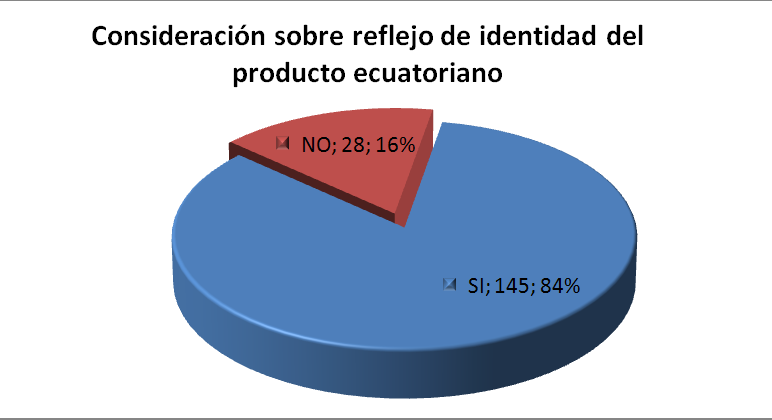 Consideración sobre reflejo de identidad del
producto ecuatoriano
NO; 28; 16%
SI; 145; 84%